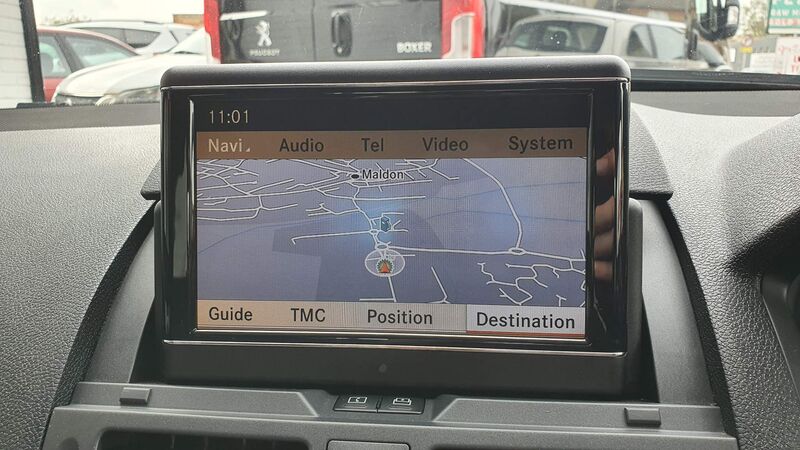 PEUGEOT BOXER
11:01
Navi Audio Tel Video System
Maldon
Guide TMC Position Destination